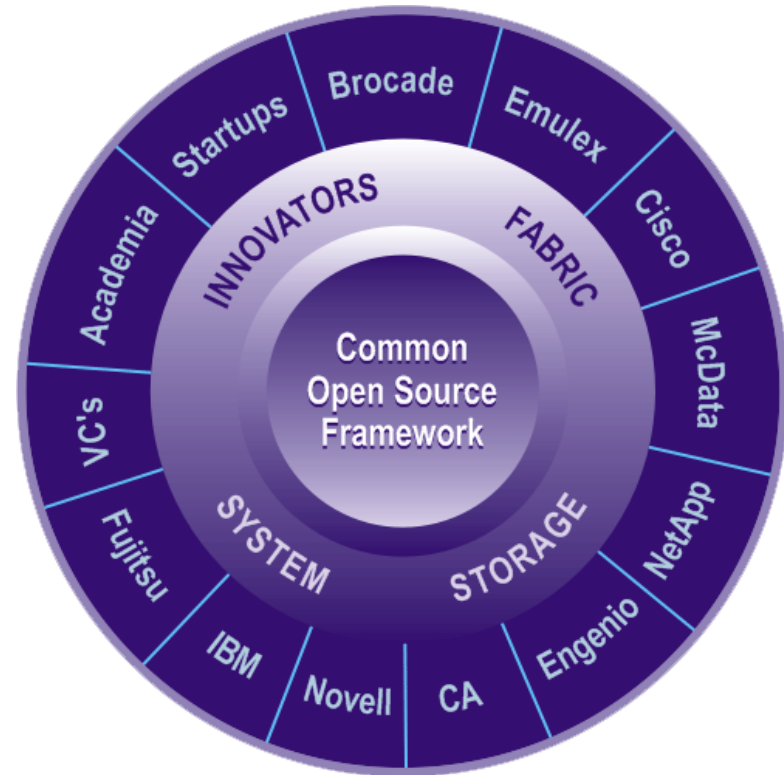 Brocade
Emulex
Cisco
McData
NetApp
Engenio
CA
Novell
IBM
Fujitsu
VC's
Academia
Startups
INNOVATORS
FABRIC
STORAGE
SYSTEM
Common
Open Source
Framework